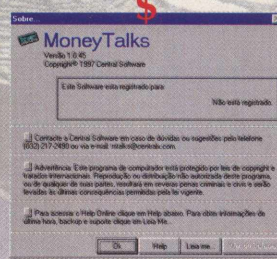 Sobre...
$
MoneyTalks
Versão 1.0.45
Copyright© 1997 Central Software
Este Software esta registrado para:
Não está registrado.
Contacte a Central Software em caso de dúvidas ou sugestões pelo telefone
(032) 217-2490 ou via e-mail
Advertência: Este programa de computador está protegido por leis de copyright e
tratados internacionais. Reprodução ou distribuição não autorizada deste programa,
ou de qualquer de suas partes, resultará em severas penas criminais e civis e serão
levadas às últimas consequências permitidas pela lei vigente.
Para acessar o Help Online clique em Help abaixo. Para obter informações de
última hora, backup e suporte clique em Leia Me...
Ok
Help
Leia me...